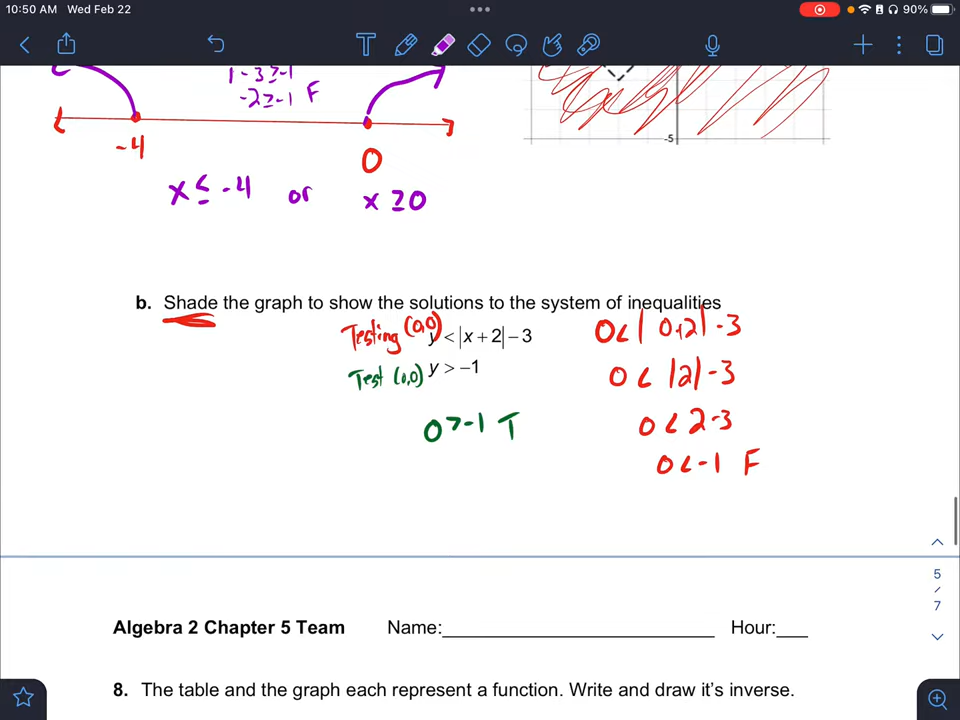 10:50 AM Wed Feb 22
90%
1-3≥-1
-2≥-1 F
-4
0
x ≤ -4 or x ≥ 0
-5
b. Shade the graph to show the solutions to the system of inequalities
Testing (0,0) y < |x + 2| − 3
Test (0,0) y > −1
0 > -1 T
0 < |0+2| -3
0 < |2| -3
0 < 2-3
0 < -1 F
5
/
7
Algebra 2 Chapter 5 Team Name:__________________________ Hour:___
8. The table and the graph each represent a function. Write and draw it's inverse.